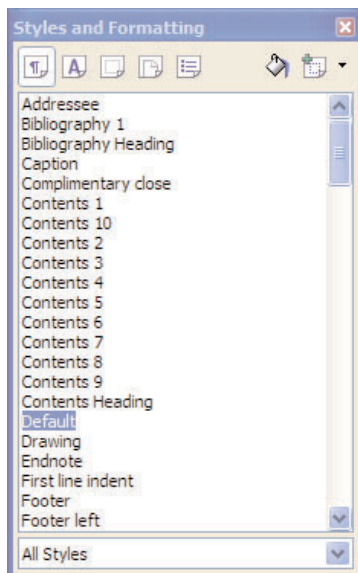 Styles and Formatting
Addressee
Bibliography 1
Bibliography Heading
Caption
Complimentary close
Contents 1
Contents 10
Contents 2
Contents 3
Contents 4
Contents 5
Contents 6
Contents 7
Contents 8
Contents 9
Contents Heading
Default
Drawing
Endnote
First line indent
Footer
Footer left
All Styles